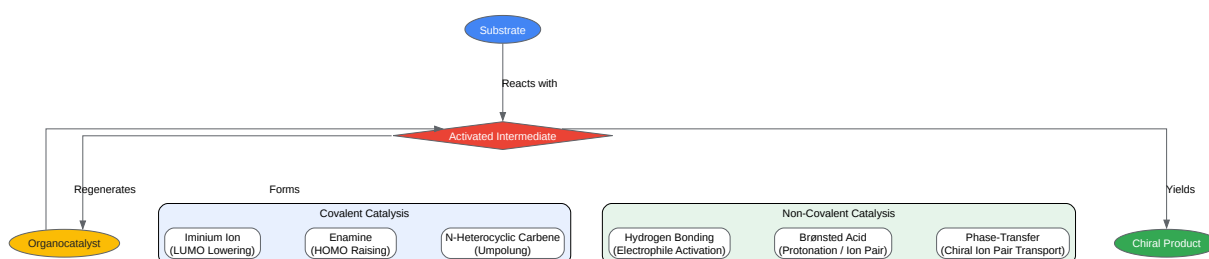 Substrate
Reacts with
Activated Intermediate
Regenerates
Forms
Yields
Covalent Catalysis
Non-Covalent Catalysis
Organocatalyst
Iminium Ion
(LUMO Lowering)
Enamine
(HOMO Raising)
N-Heterocyclic Carbene
(Umpolung)
Hydrogen Bonding
(Electrophile Activation)
Brønsted Acid
(Protonation / Ion Pair)
Phase-Transfer
(Chiral Ion Pair Transport)
Chiral Product